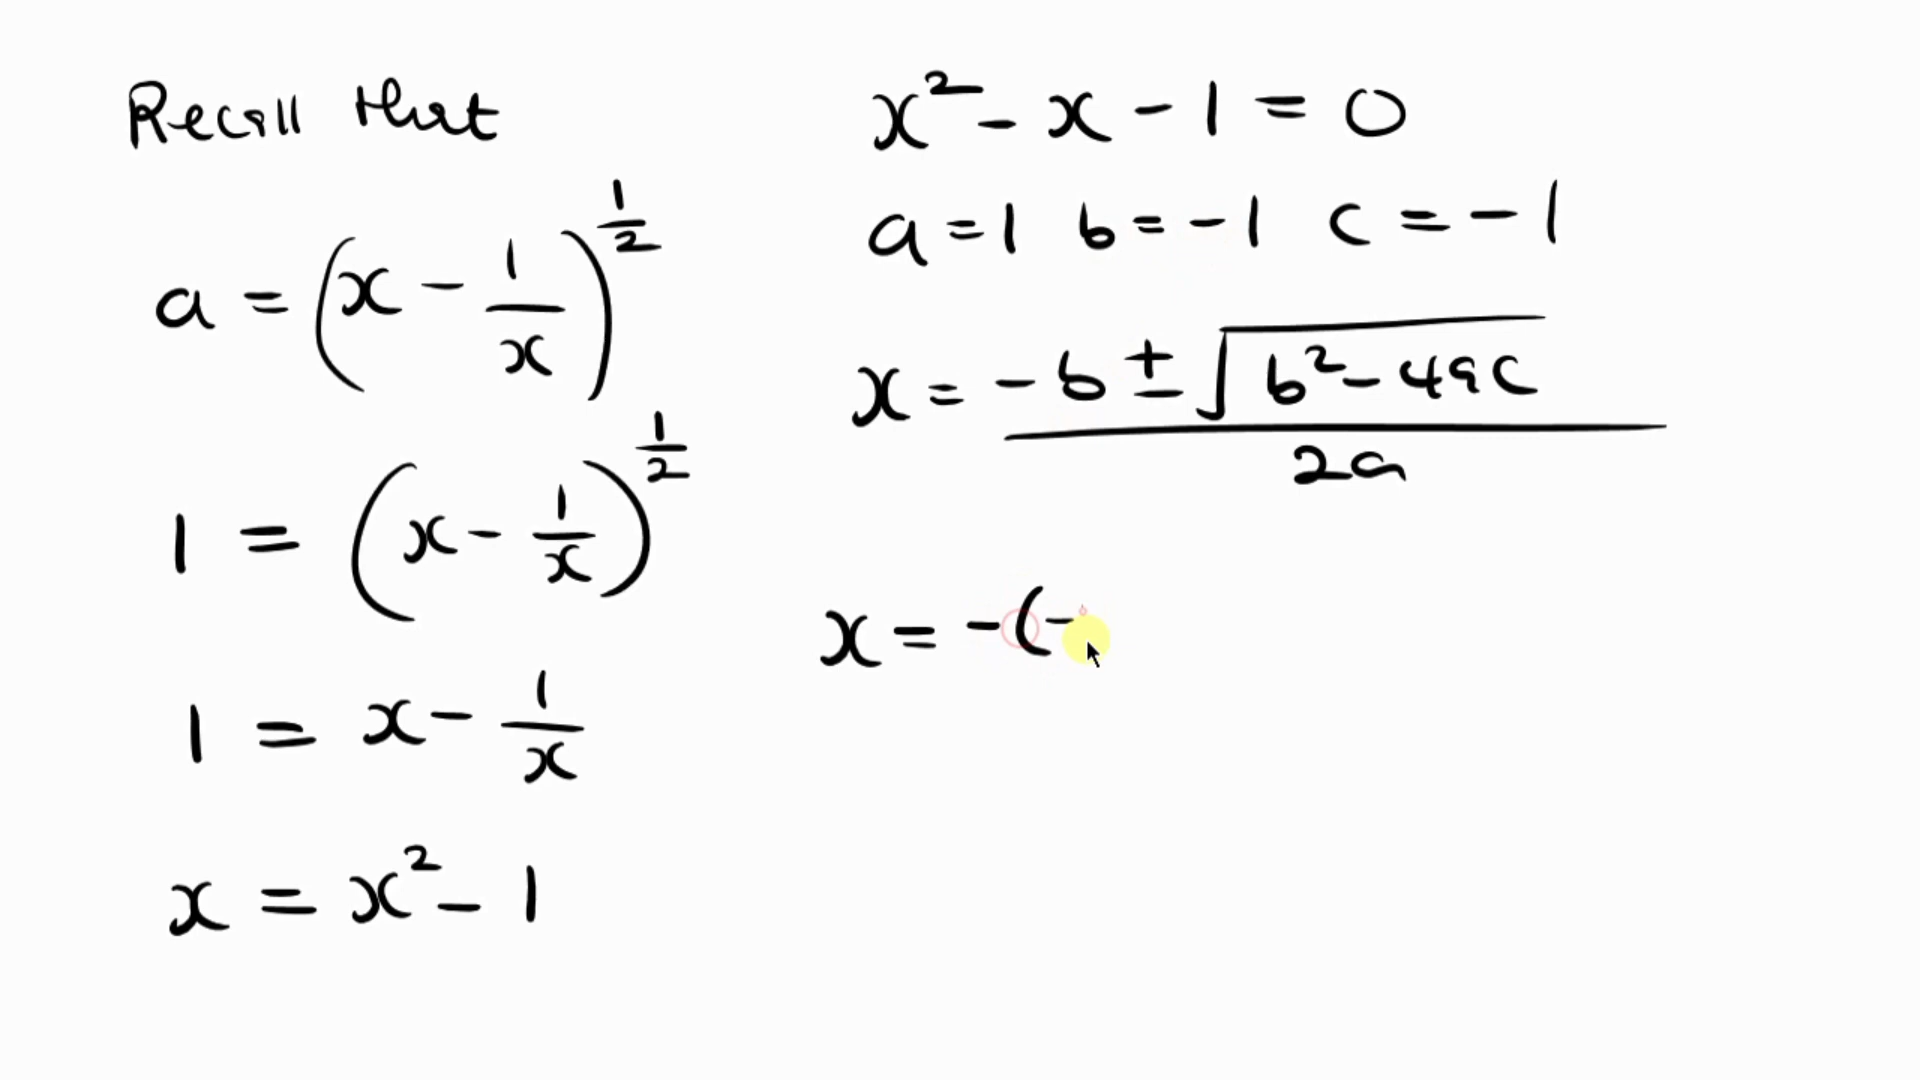 Recall that
a = (x - 1/x)^1/2
1 = (x - 1/x)^1/2
1 = x - 1/x
x = x² - 1
x² - x - 1 = 0
a = 1 b = -1 c = -1
x = -b ± √b² - 4ac / 2a
x = -(-